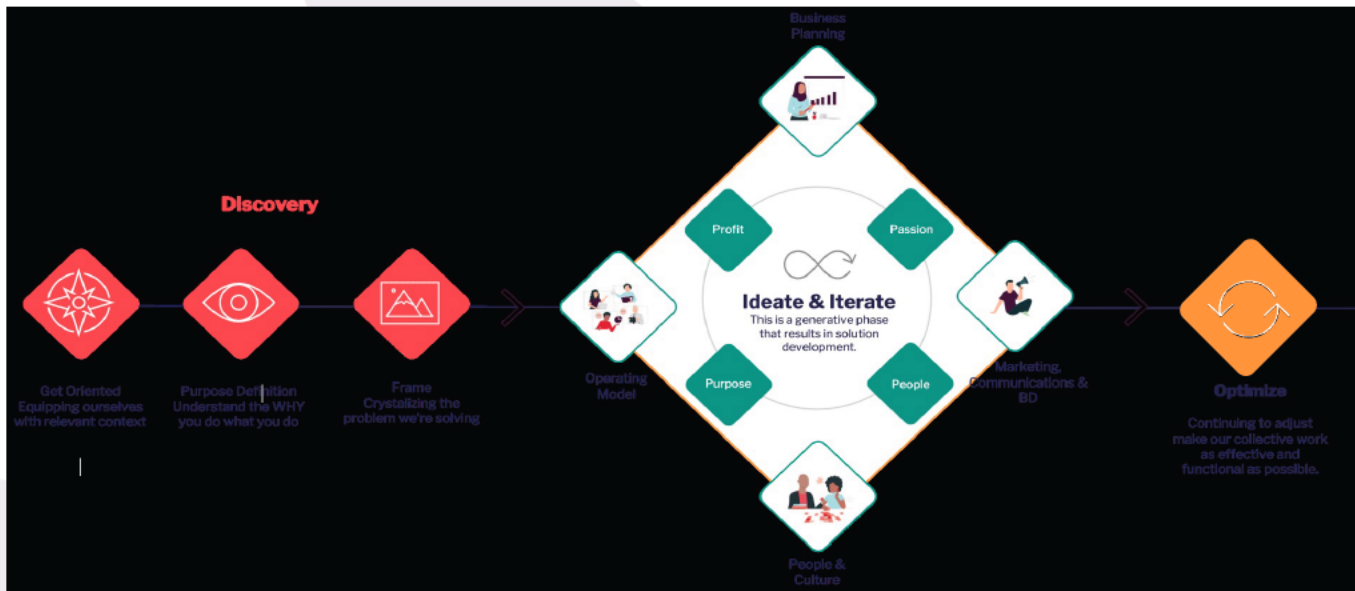 Discovery
Get Oriented
Equipping ourselves
with relevant context
Purpose Definition
Understand the WHY
you do what you do
Frame
Crystalizing the
problem we're solving
Business
Planning
Operating
Model
Profit
Passion
Ideate & Iterate
This is a generative phase
that results in solution
development.
Purpose
People
Marketing,
Communications &
BD
People &
Culture
Optimize
Continuing to adjust
make our collective work
as effective and
functional as possible.